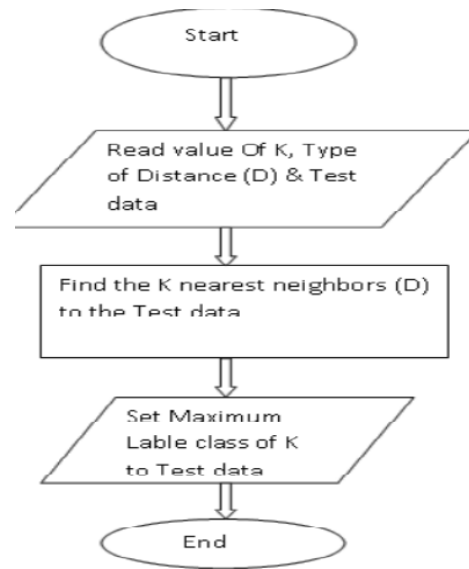 Start
Read value Of K, Type
of Distance (D) & Test
data
Find the K nearest neighbors (D)
to the Test data
Set Maximum
Lable class of K
to Test data
End